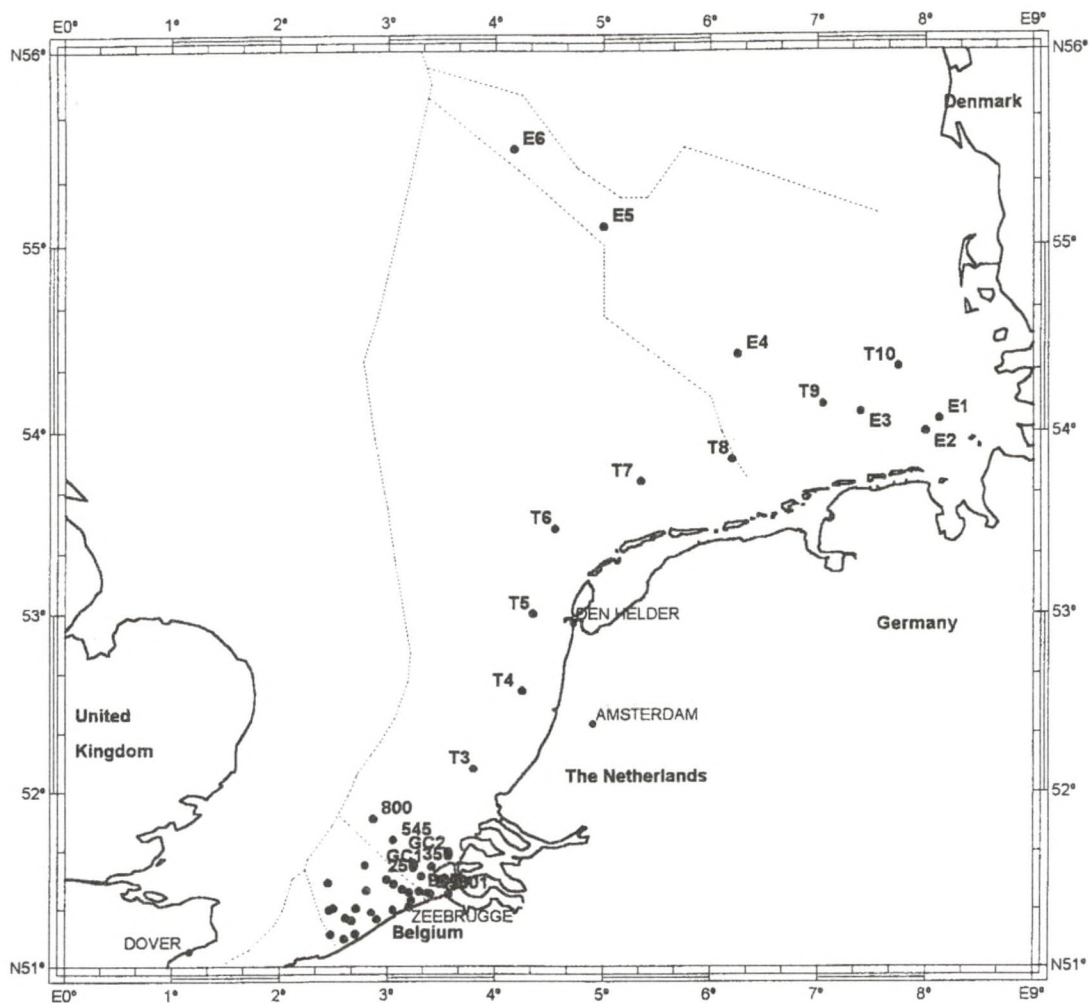 E0° 1° 2° 3° 4° 5° 6° 7° 8° E9°
N56° N56°
Denmark
E6
E5
55° 55°
E4
T10
T9
E3
E1
E2
54° 54°
T8
T7
T6
T5
DEN HELDER
53° 53°
Germany
T4
United
Kingdom
AMSTERDAM
T3
The Netherlands
52° 52°
800
545
GC2
ZEEBRUGGE
Belgium
DOVER
N51° N51°
E0° 1° 2° 3° 4° 5° 6° 7° 8° E9°